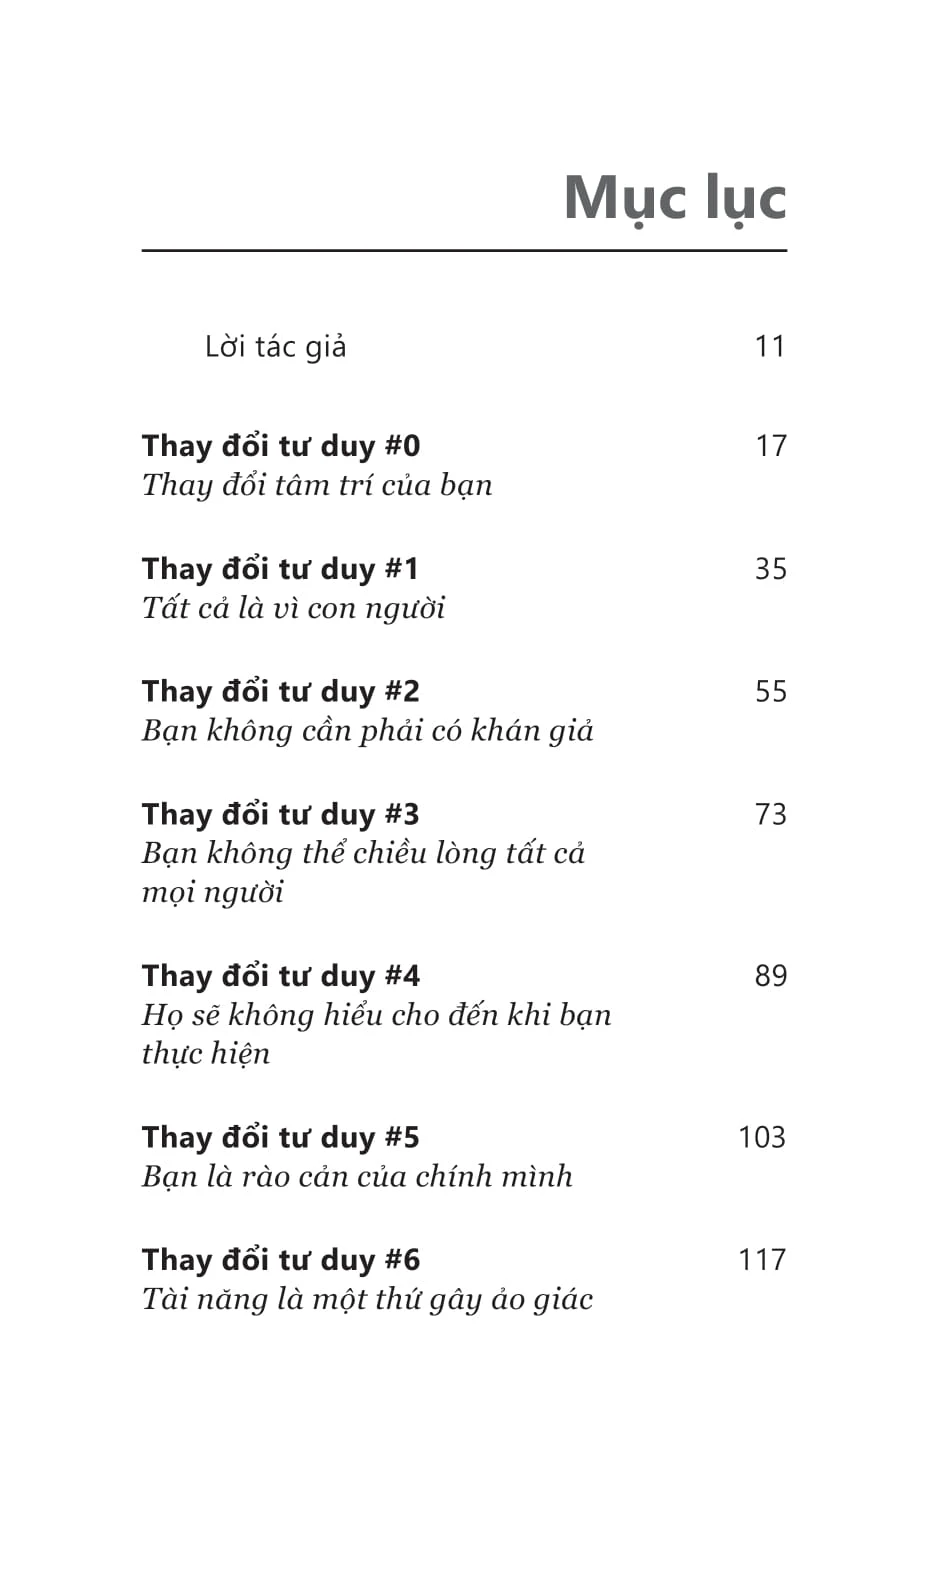 Mục lục
Lời tác giả 11
Thay đổi tư duy #0 17
Thay đổi tâm trí của bạn
Thay đổi tư duy #1 35
Tất cả là vì con người
Thay đổi tư duy #2 55
Bạn không cần phải có khán giả
Thay đổi tư duy #3 73
Bạn không thể chiều lòng tất cả
mọi người
Thay đổi tư duy #4 89
Họ sẽ không hiểu cho đến khi bạn
thực hiện
Thay đổi tư duy #5 103
Bạn là rào cản của chính mình
Thay đổi tư duy #6 117
Tài năng là một thứ gây ảo giác